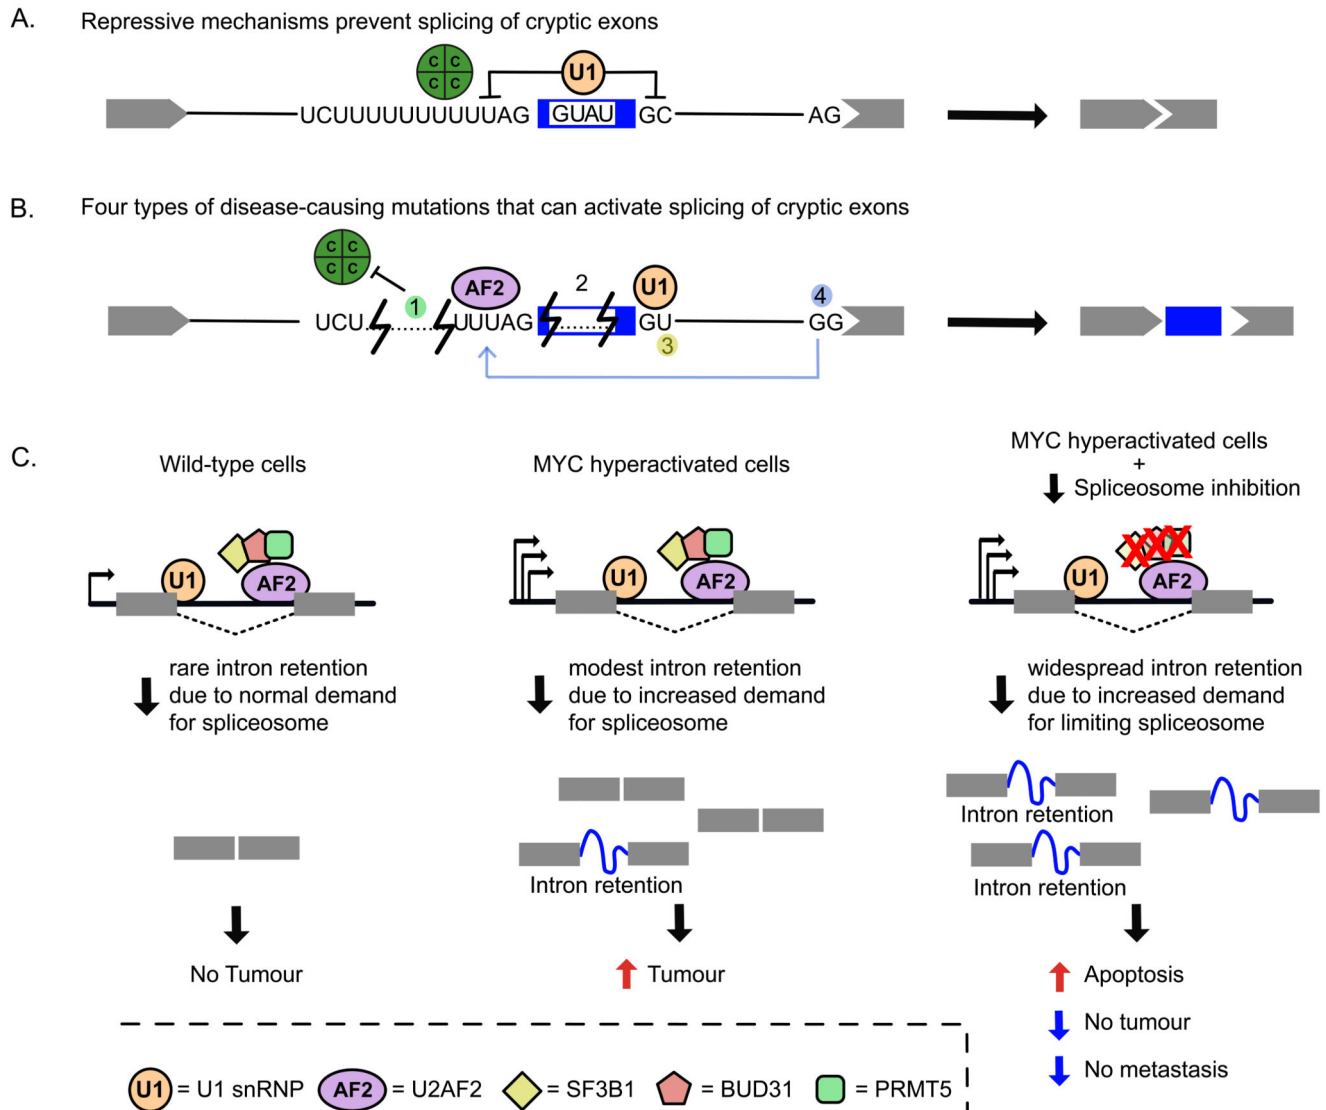 A. Repressive mechanisms prevent splicing of cryptic exons
C C
C C
U1
UCUUUUUUUUUUAG GUAU GC AG
B. Four types of disease-causing mutations that can activate splicing of cryptic exons
C C
C C
1 AF2 2 U1 4
UCU UUUAG GU GG
3
C.
Wild-type cells
U1 AF2
rare intron retention
due to normal demand
for spliceosome
No Tumour
MYC hyperactivated cells
U1 AF2
modest intron retention
due to increased demand
for spliceosome
Intron retention
Tumour
MYC hyperactivated cells
+
Spliceosome inhibition
U1 AF2
widespread intron retention
due to increased demand
for limiting spliceosome
Intron retention
Intron retention
Apoptosis
No tumour
No metastasis
U1 = U1 snRNP AF2 = U2AF2 = SF3B1 = BUD31 = PRMT5